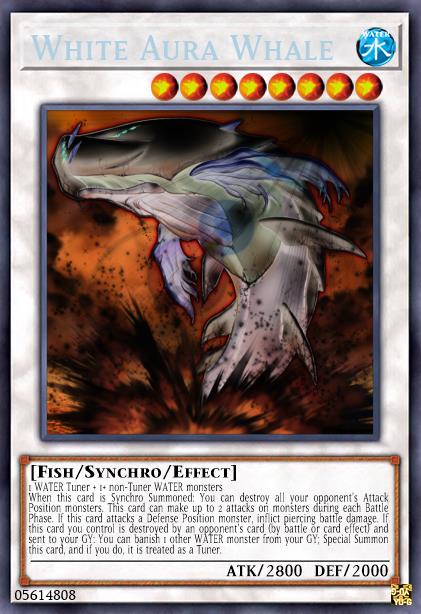 White Aura Whale
WATER
水
[Fish/Synchro/Effect]
1 WATER Tuner + 1+ non-Tuner WATER monsters
When this card is Synchro Summoned: You can destroy all your opponent's Attack
Position monsters. This card can make up to 2 attacks on monsters during each Battle
Phase. If this card attacks a Defense Position monster, inflict piercing battle damage. If
this card you control is destroyed by an opponent's card (by battle or card effect) and
sent to your GY: You can banish 1 other WATER monster from your GY; Special Summon
this card, and if you do, it is treated as a Tuner.
ATK/2800 DEF/2000
05614808